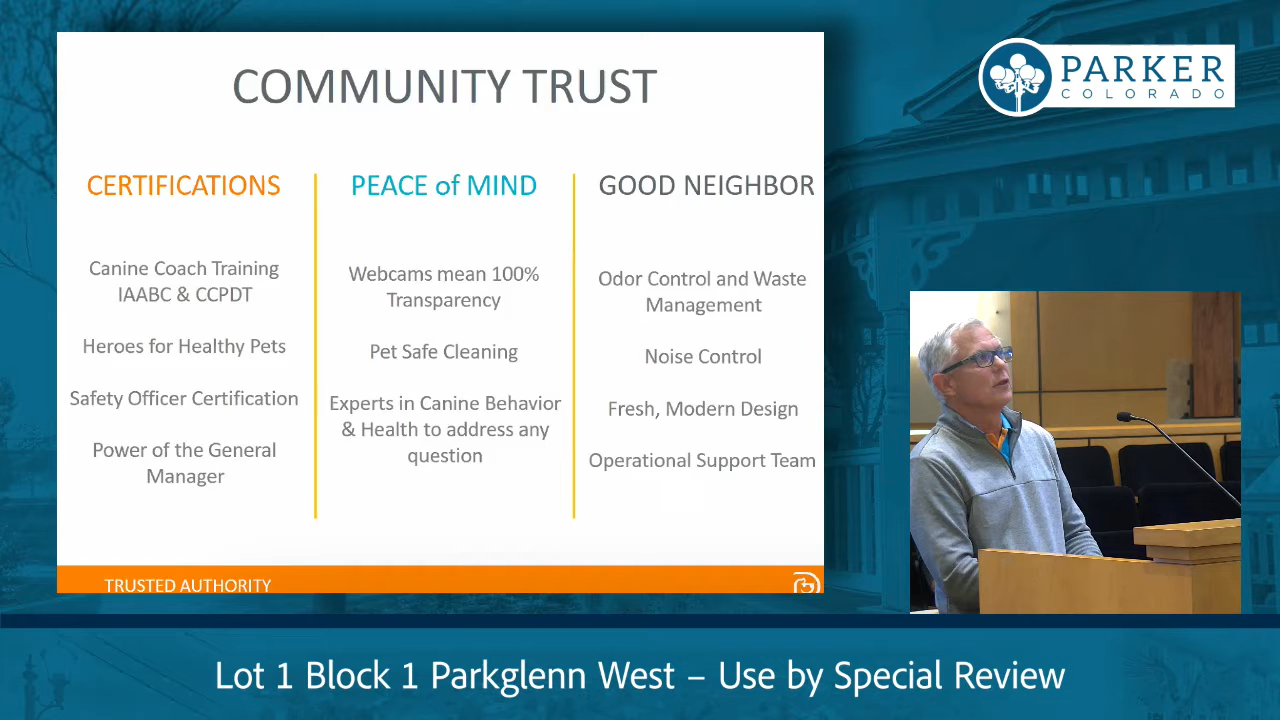 COMMUNITY TRUST
CERTIFICATIONS
Canine Coach Training
IAABC & CCPDT
Heroes for Healthy Pets
Safety Officer Certification
Power of the General
Manager
PEACE of MIND
Webcams mean 100%
Transparency
Pet Safe Cleaning
Experts in Canine Behavior
& Health to address any
question
GOOD NEIGHBOR
Odor Control and Waste
Management
Noise Control
Fresh, Modern Design
Operational Support Team
TRUSTED AUTHORITY
PARKER
COLORADO
Lot 1 Block 1 Parkglenn West – Use by Special Review